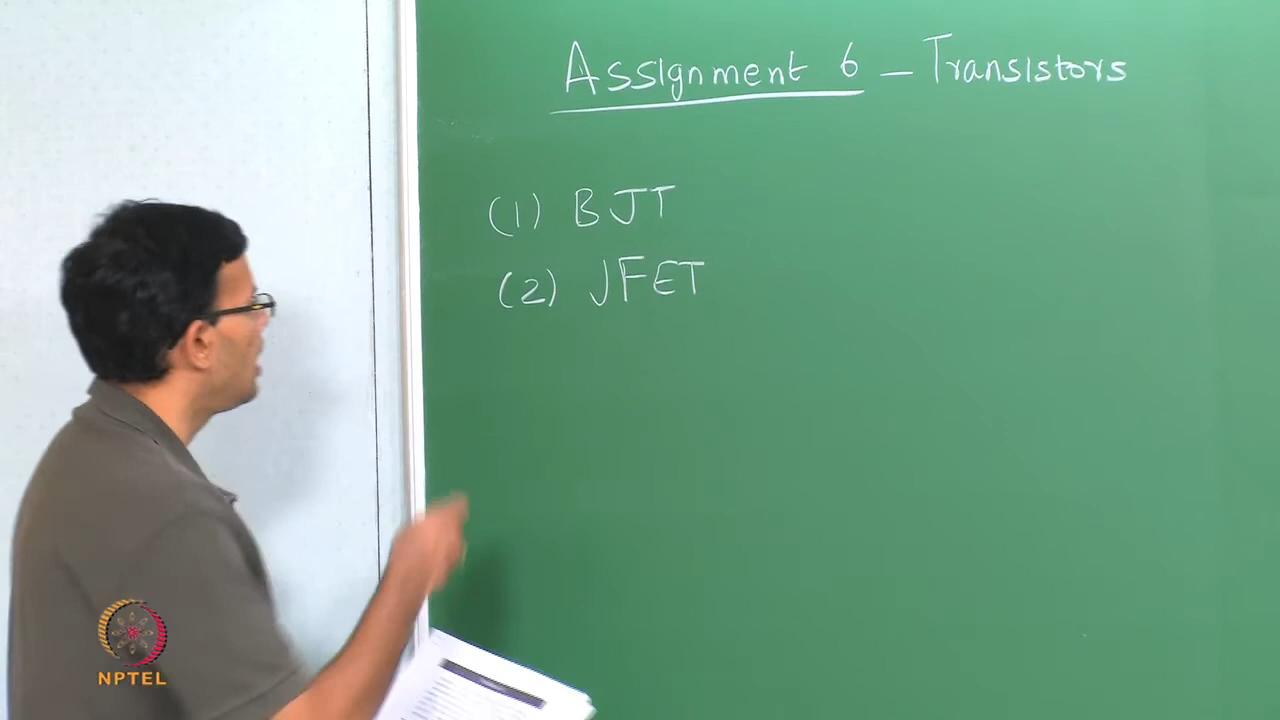 Assignment 6 – Transistors
(1) BJT
(2) JFET
NPTEL